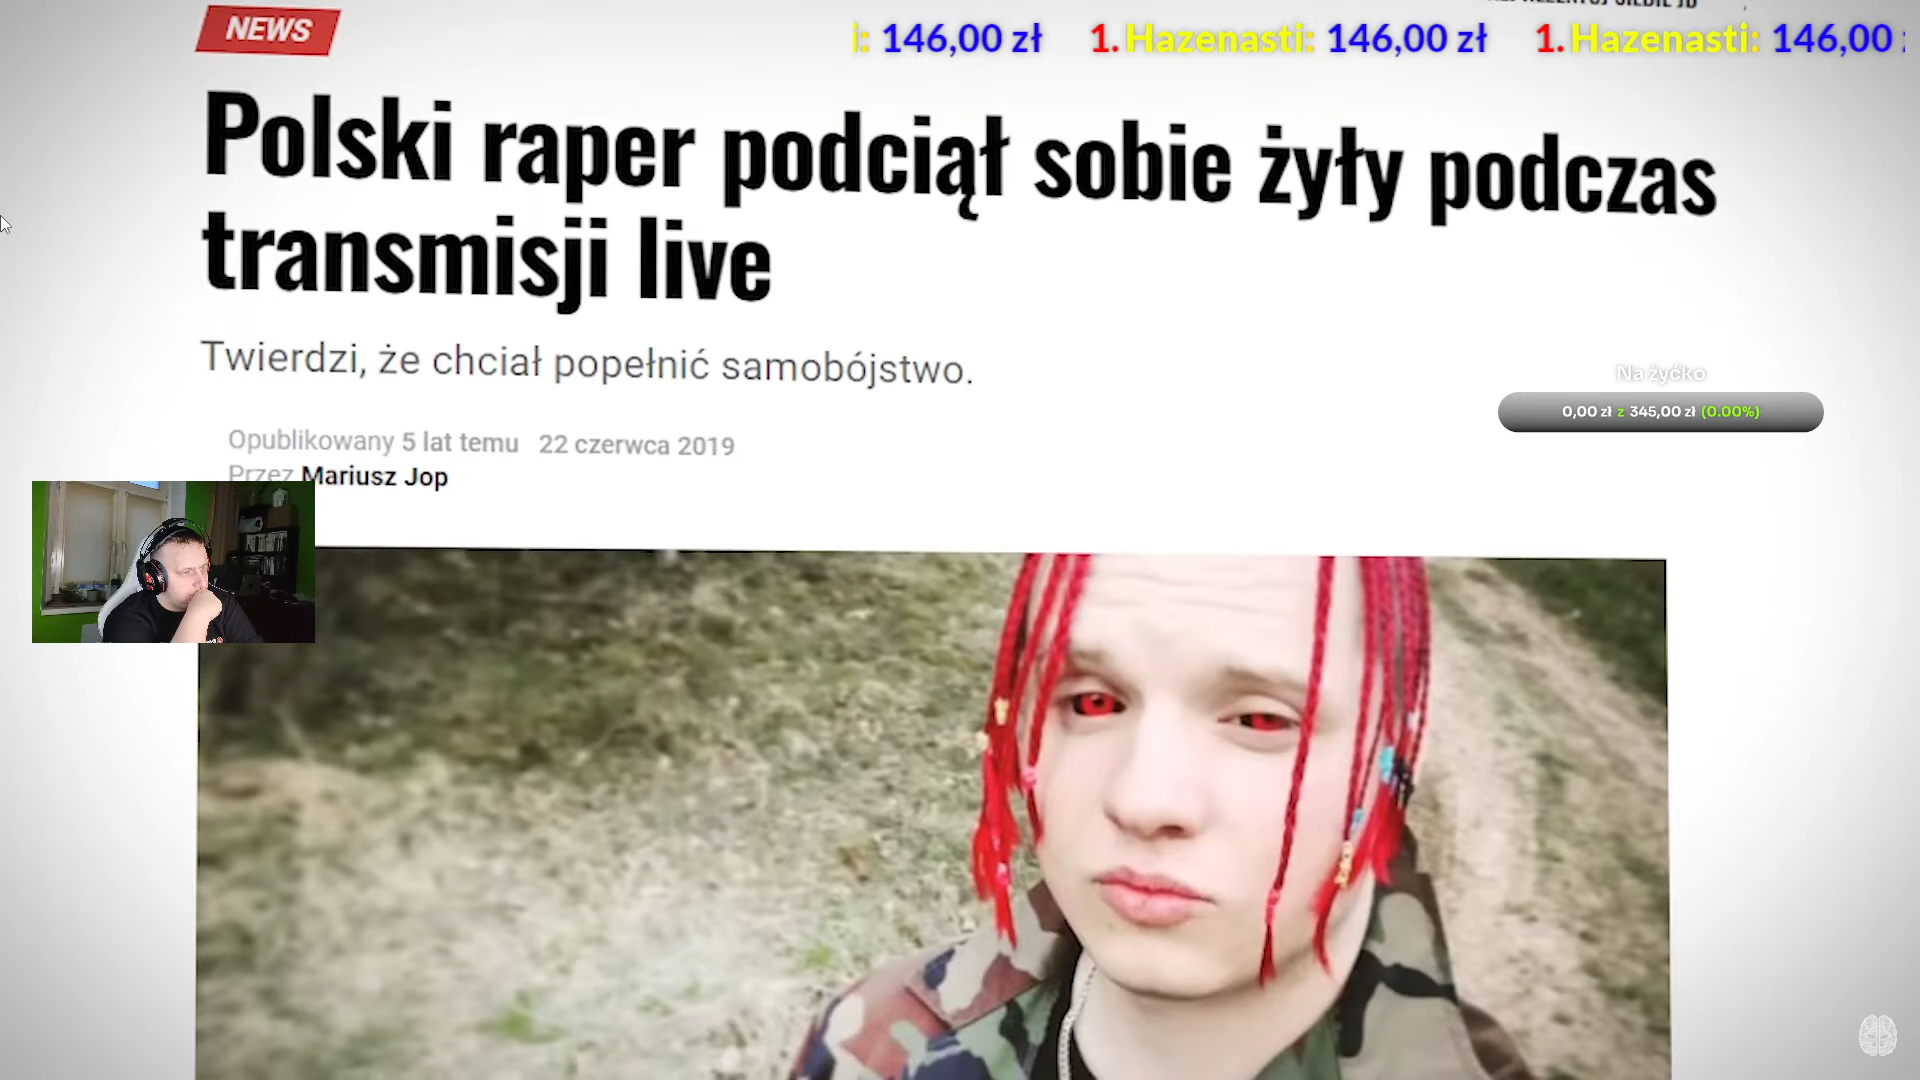 NEWS
i: 146,00 zł 1. Hazenasti: 146,00 zł 1. Hazenasti: 146,00
Polski raper podciął sobie żyły podczas
transmisji live
Twierdzi, że chciał popełnić samobójstwo.
Na żyćko
0,00 zł z 345,00 zł (0.00%)
Opublikowany 5 lat temu 22 czerwca 2019
Przez Mariusz Jop